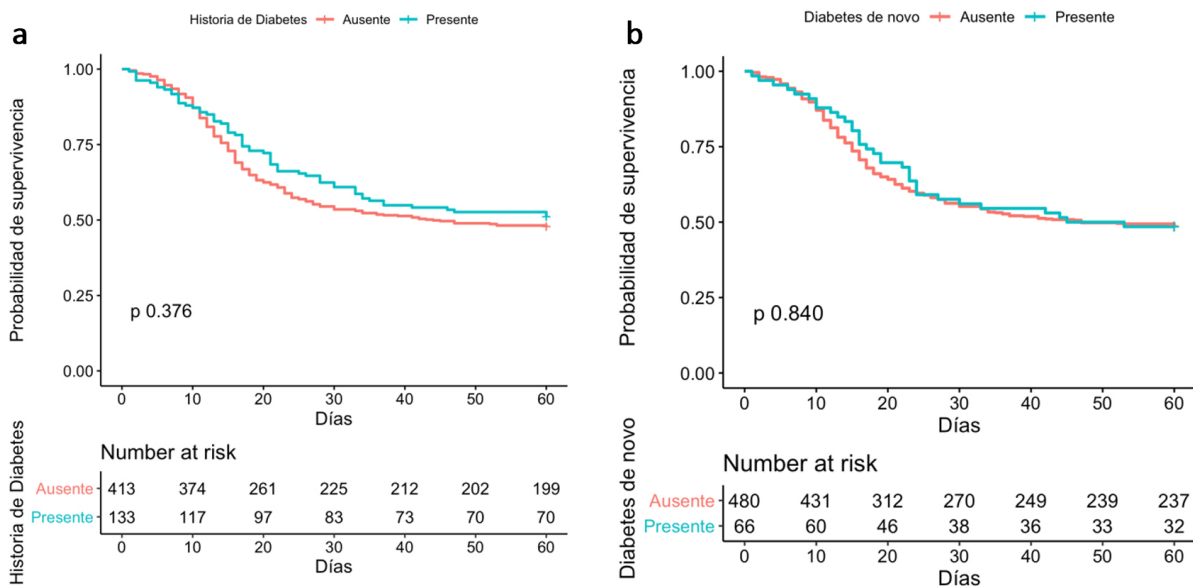 a
Historia de Diabetes Ausente Presente
Probabilidad de supervivencia
1.00
0.75
0.50
0.25
0.00
p 0.376
0 10 20 30 40 50 60
Días
Historia de Diabetes
Number at risk
Ausente 413 374 261 225 212 202 199
Presente 133 117 97 83 73 70 70
0 10 20 30 40 50 60
Días
b
Diabetes de novo Ausente Presente
Probabilidad de supervivencia
1.00
0.75
0.50
0.25
0.00
p 0.840
0 10 20 30 40 50 60
Días
Diabetes de novo
Number at risk
Ausente 480 431 312 270 249 239 237
Presente 66 60 46 38 36 33 32
0 10 20 30 40 50 60
Días